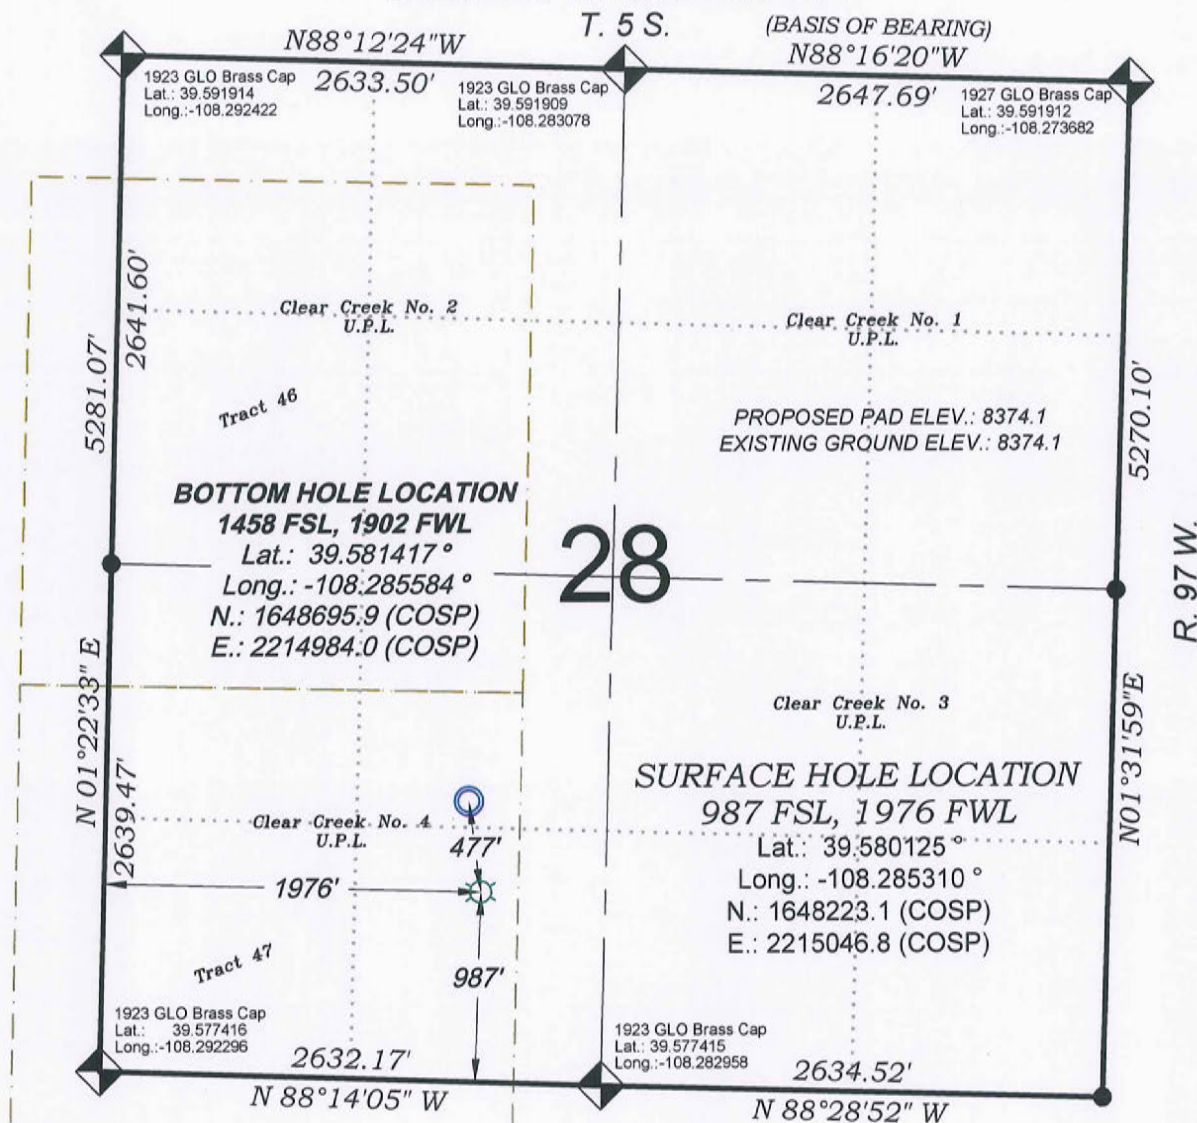 T. 5 S.
(BASIS OF BEARING)
N88°12'24"W
N88°16'20"W
1923 GLO Brass Cap
Lat.: 39.591914
Long.:-108.292422
2633.50'
1923 GLO Brass Cap
Lat.: 39.591909
Long.:-108.283078
2647.69'
1927 GLO Brass Cap
Lat.: 39.591912
Long.:-108.273682
2641.60'
5281.07'
Clear Creek No. 2
U.P.L.
Clear Creek No. 1
U.P.L.
Tract 46
PROPOSED PAD ELEV.: 8374.1
EXISTING GROUND ELEV.: 8374.1
5270.10'
BOTTOM HOLE LOCATION
1458 FSL, 1902 FWL
Lat.: 39.581417 °
Long.: -108.285584 °
N.: 1648695.9 (COSP)
E.: 2214984.0 (COSP)
28
R. 97 W.
N 01°22'33" E
N01°31'59"E
Clear Creek No. 3
U.P.L.
SURFACE HOLE LOCATION
987 FSL, 1976 FWL
Lat.: 39.580125 °
Long.: -108.285310 °
N.: 1648223.1 (COSP)
E.: 2215046.8 (COSP)
2639.47'
Clear Creek No. 4
U.P.L.
477'
1976'
Tract 47
987'
1923 GLO Brass Cap
Lat.: 39.577416
Long.:-108.292296
1923 GLO Brass Cap
Lat.: 39.577415
Long.:-108.282958
2632.17'
2634.52'
N 88°14'05" W
N 88°28'52" W